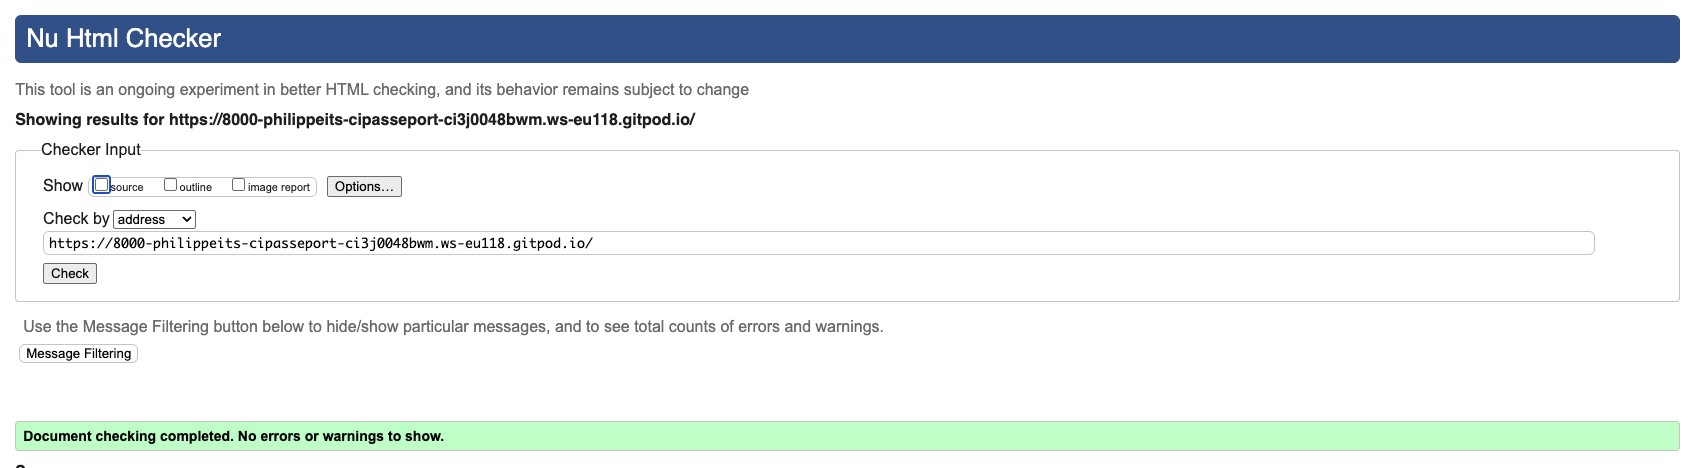 Nu Html Checker
This tool is an ongoing experiment in better HTML checking, and its behavior remains subject to change
Showing results for https://8000-philippeits-cipasseport-ci3j0048bwm.ws-eu118.gitpod.io/
Checker Input
Show source outline image report Options...
Check by address
https://8000-philippeits-cipasseport-ci3j0048bwm.ws-eu118.gitpod.io/
Check
Use the Message Filtering button below to hide/show particular messages, and to see total counts of errors and warnings.
Message Filtering
Document checking completed. No errors or warnings to show.